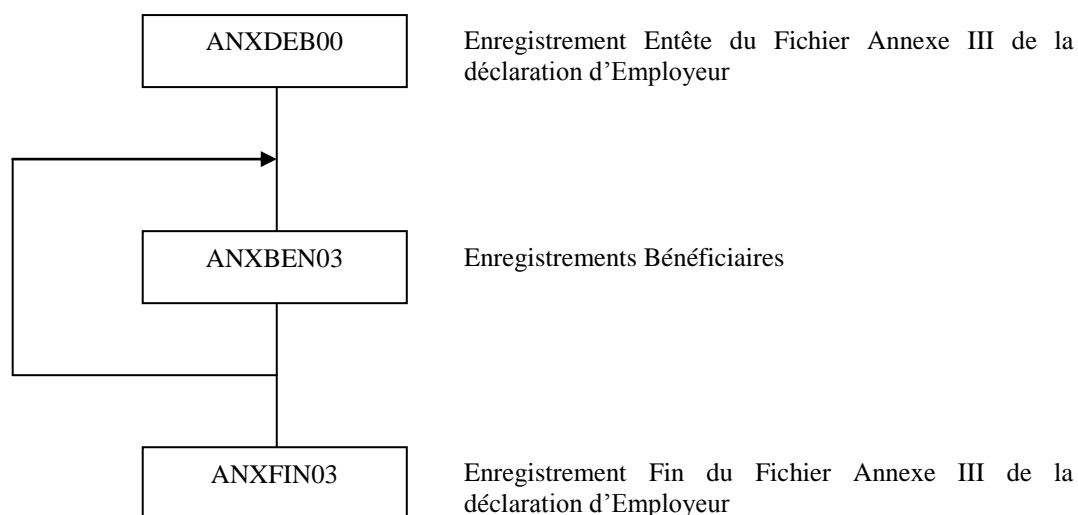 ANXDEB00
Enregistrement Entête du Fichier Annexe III de la
déclaration d’Employeur
ANXBEN03
Enregistrements Bénéficiaires
ANXFIN03
Enregistrement Fin du Fichier Annexe III de la
déclaration d’Employeur